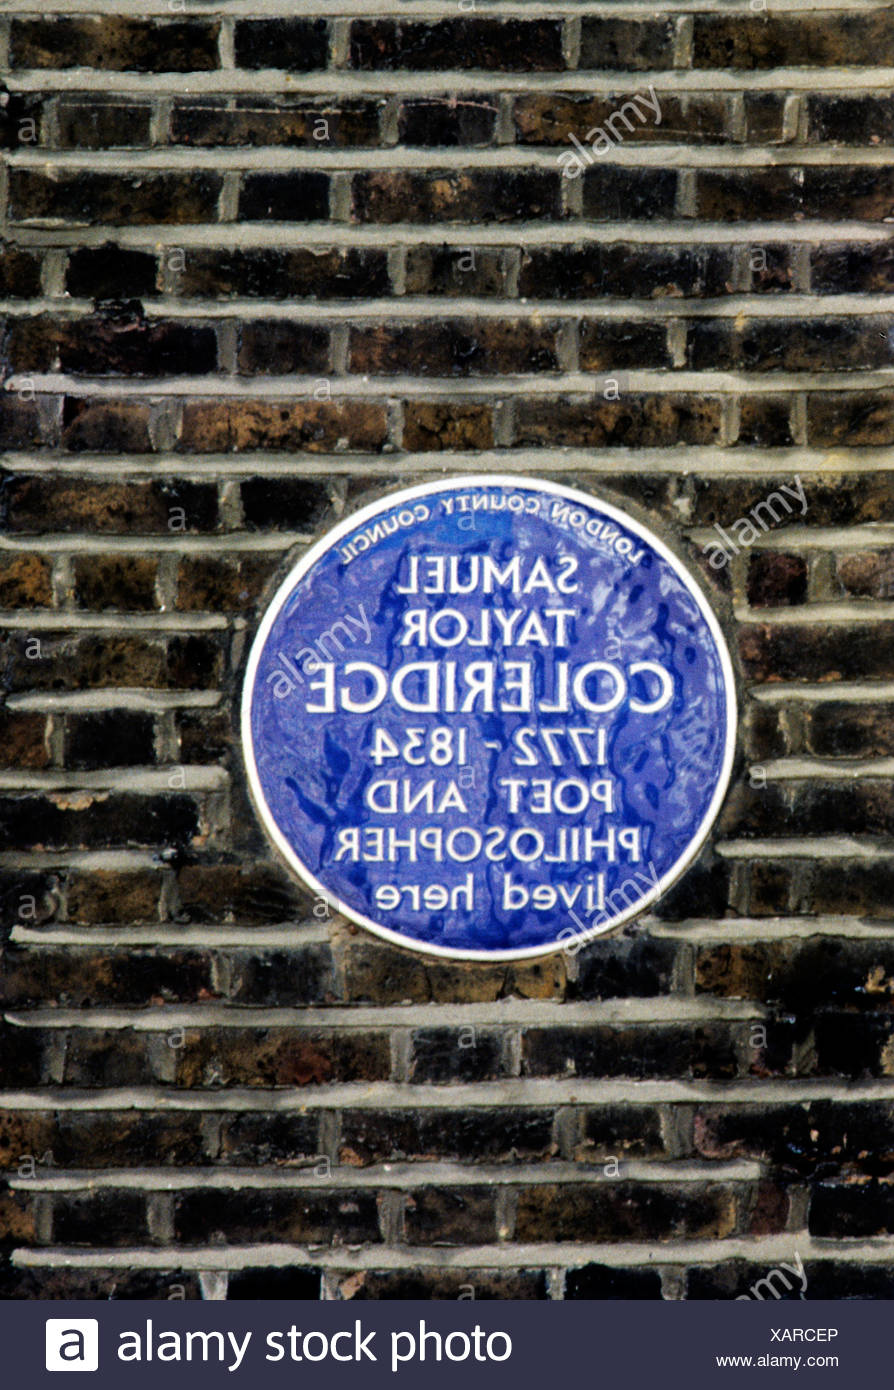 LONDON COUNTY COUNCIL
SAMUEL
TAYLOR
COLERIDGE
1772-1834
POET AND
PHILOSOPHER
lived here
a alamy stock photo
XARCEP
www.alamy.com